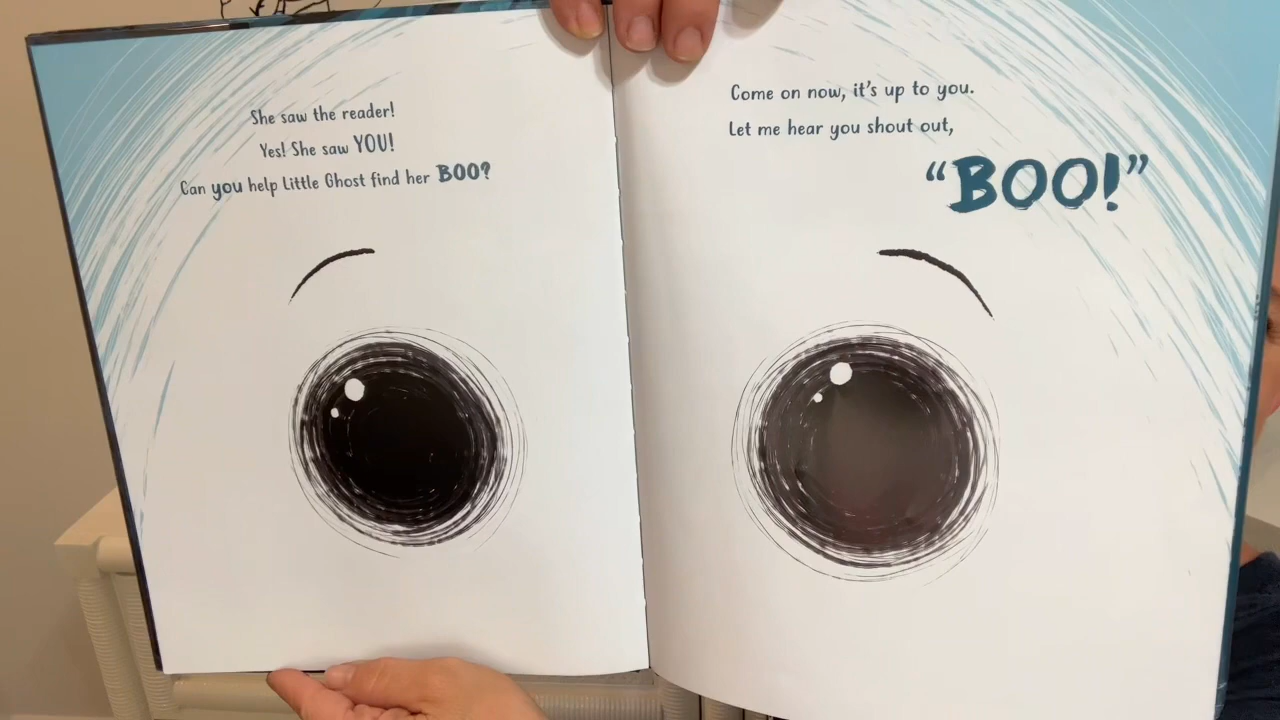 She saw the reader!
Yes! She saw YOU!
Can you help Little Ghost find her BOO?
Come on now, it's up to you.
Let me hear you shout out,
“BOO!”